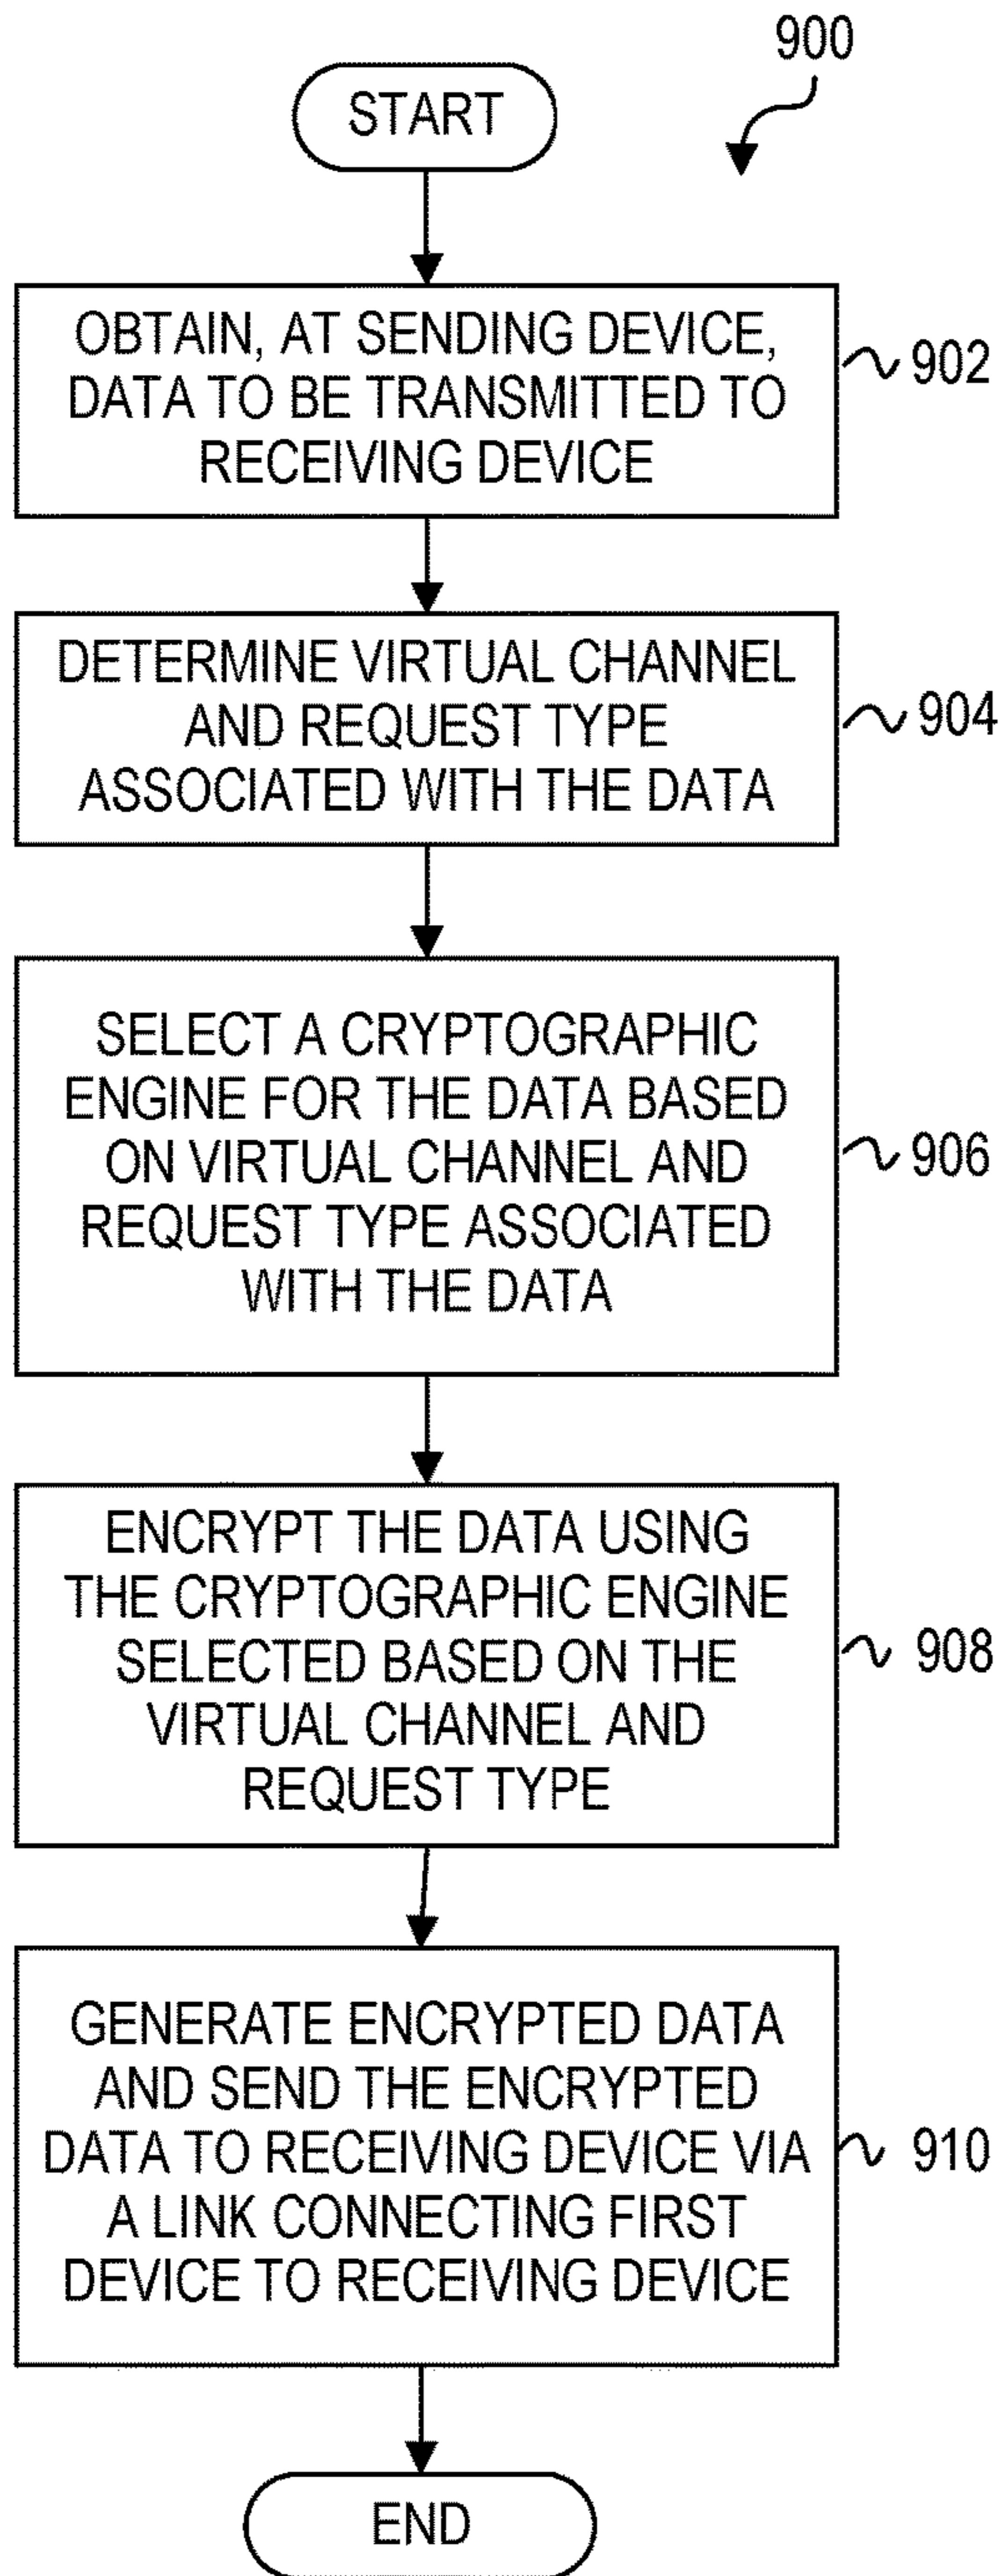 900
START
OBTAIN, AT SENDING DEVICE,
DATA TO BE TRANSMITTED TO
RECEIVING DEVICE
902
DETERMINE VIRTUAL CHANNEL
AND REQUEST TYPE
ASSOCIATED WITH THE DATA
904
SELECT A CRYPTOGRAPHIC
ENGINE FOR THE DATA BASED
ON VIRTUAL CHANNEL AND
REQUEST TYPE ASSOCIATED
WITH THE DATA
906
ENCRYPT THE DATA USING
THE CRYPTOGRAPHIC ENGINE
SELECTED BASED ON THE
VIRTUAL CHANNEL AND
REQUEST TYPE
908
GENERATE ENCRYPTED DATA
AND SEND THE ENCRYPTED
DATA TO RECEIVING DEVICE VIA
A LINK CONNECTING FIRST
DEVICE TO RECEIVING DEVICE
910
END